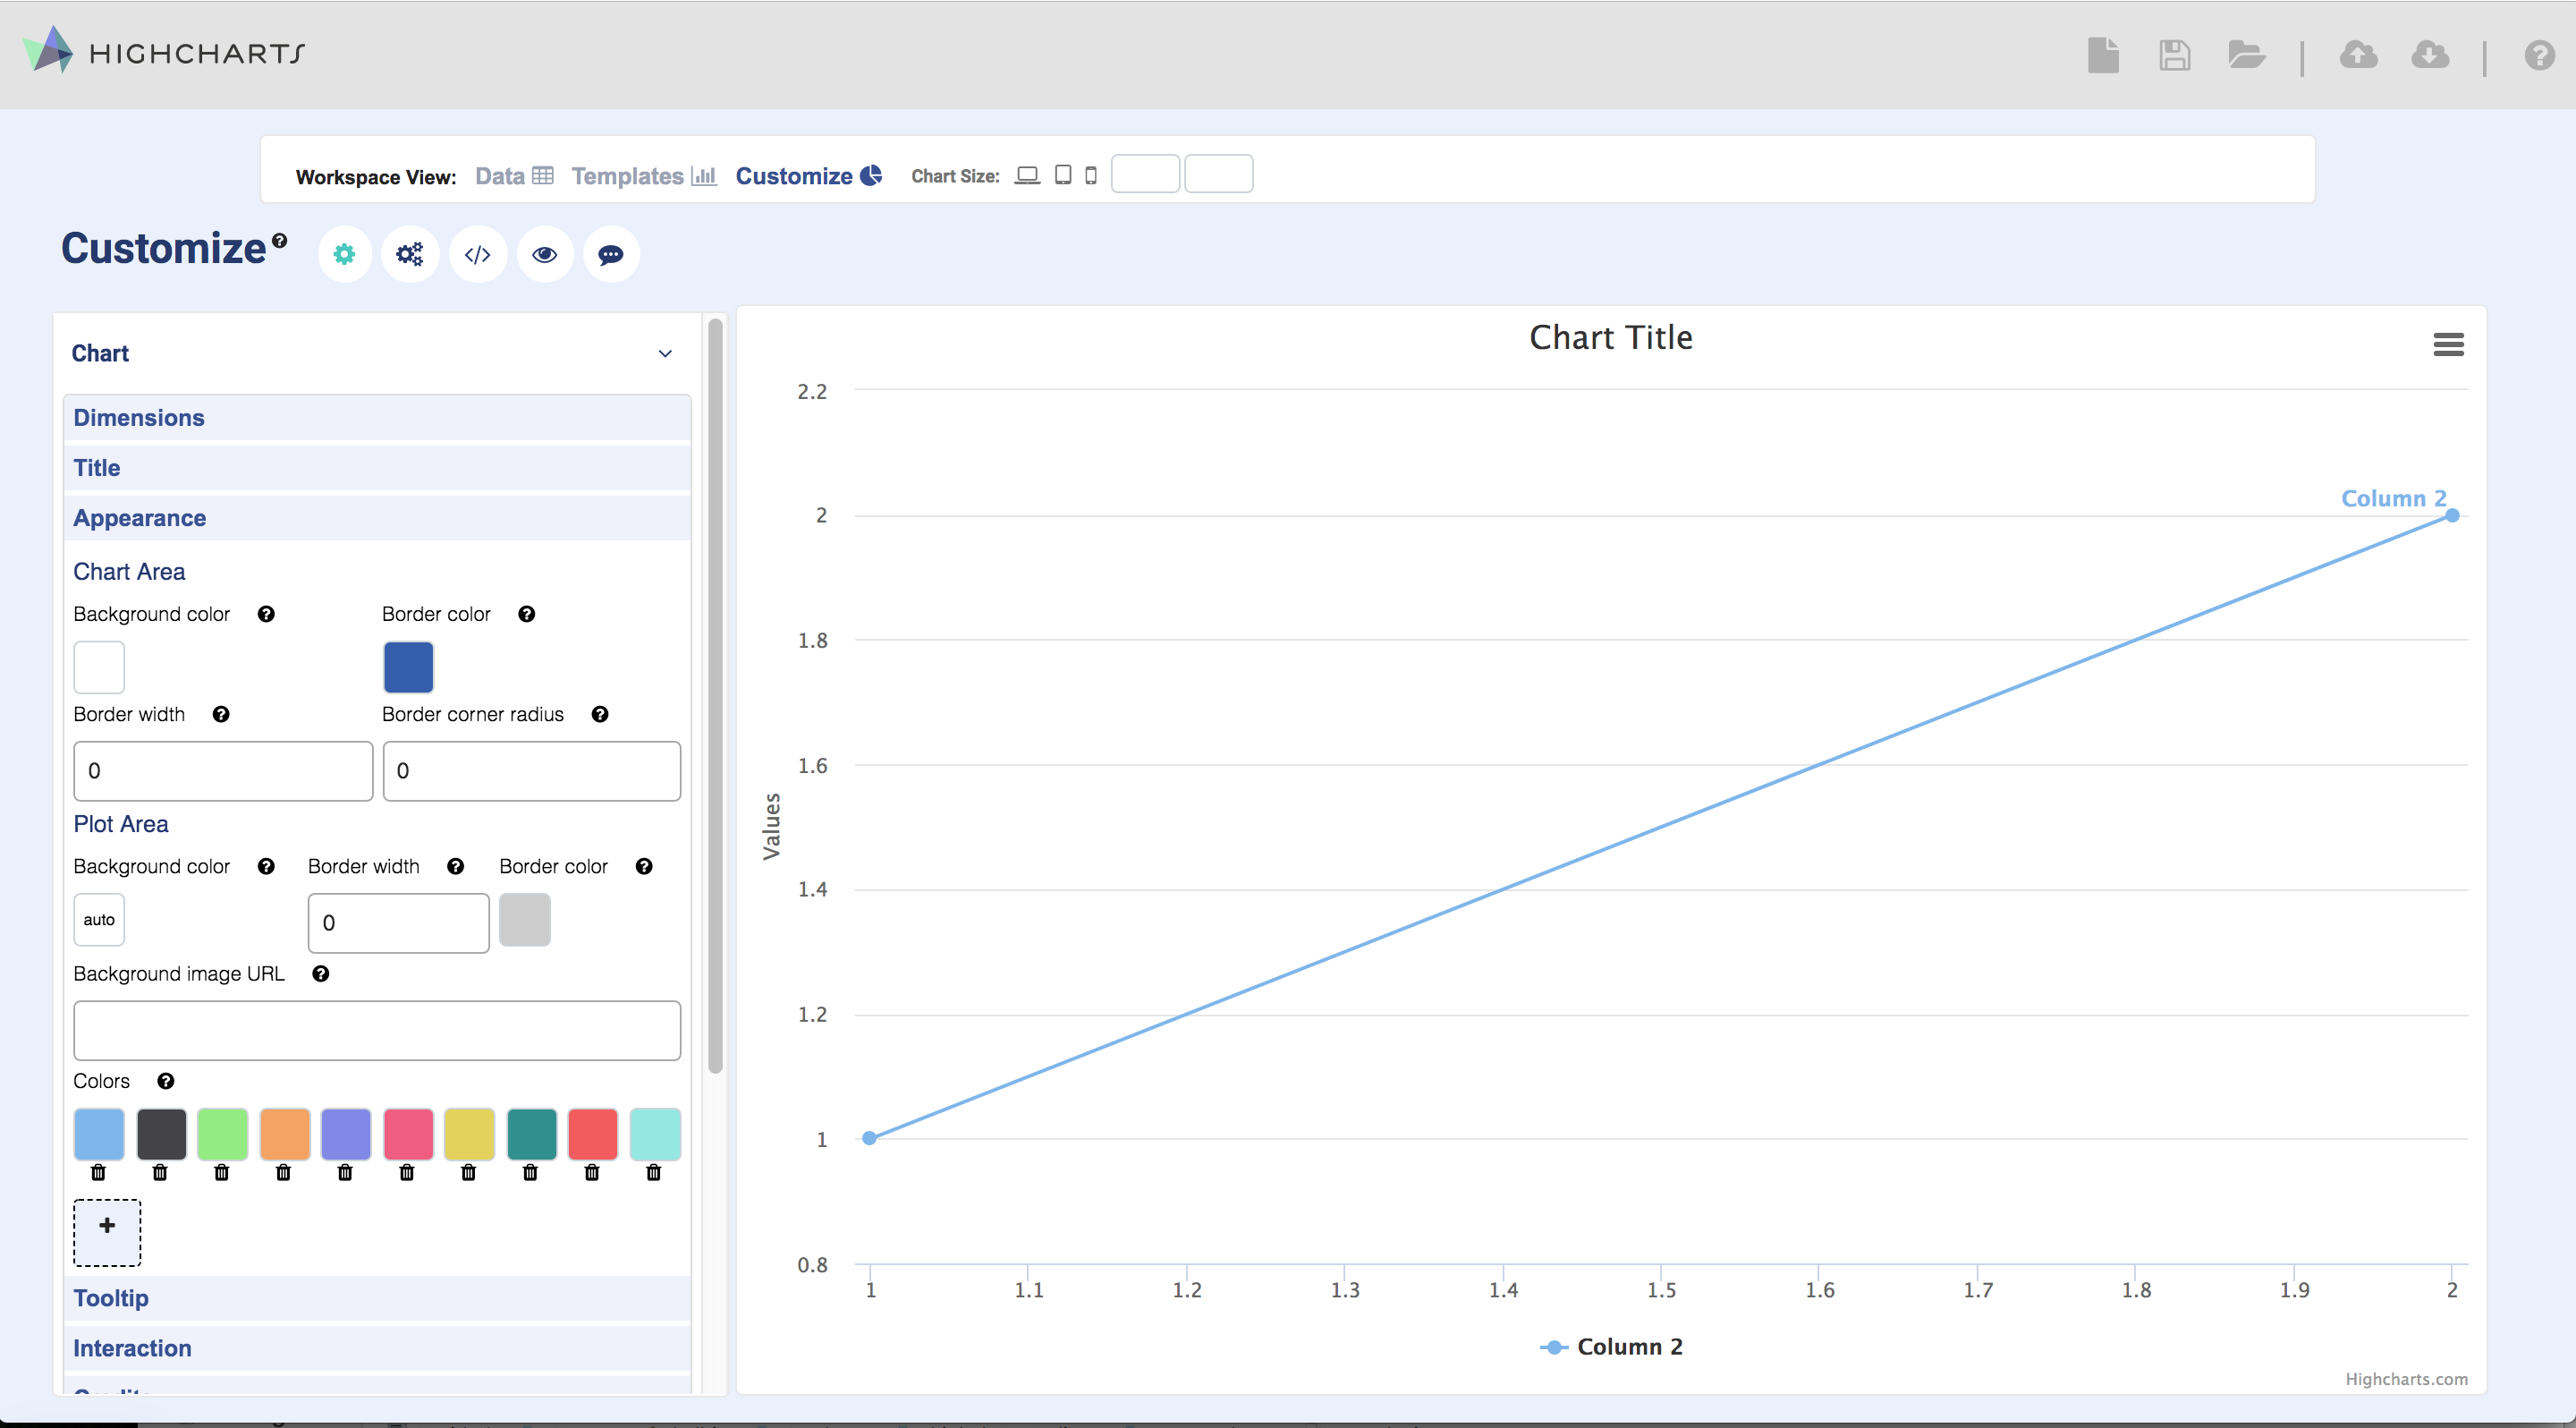 HIGHCHARTS
Workspace View: Data Templates Customize Chart Size:
Customize
Chart
Dimensions
Title
Appearance
Chart Area
Background color Border color
Border width Border corner radius
0 0
Plot Area
Background color Border width Border color
auto 0
Background image URL
Colors
+
Tooltip
Interaction
Chart Title
2.2
2
1.8
1.6
1.4
1.2
1
0.8
Values
Column 2
1 1.1 1.2 1.3 1.4 1.5 1.6 1.7 1.8 1.9 2
Column 2
Highcharts.com